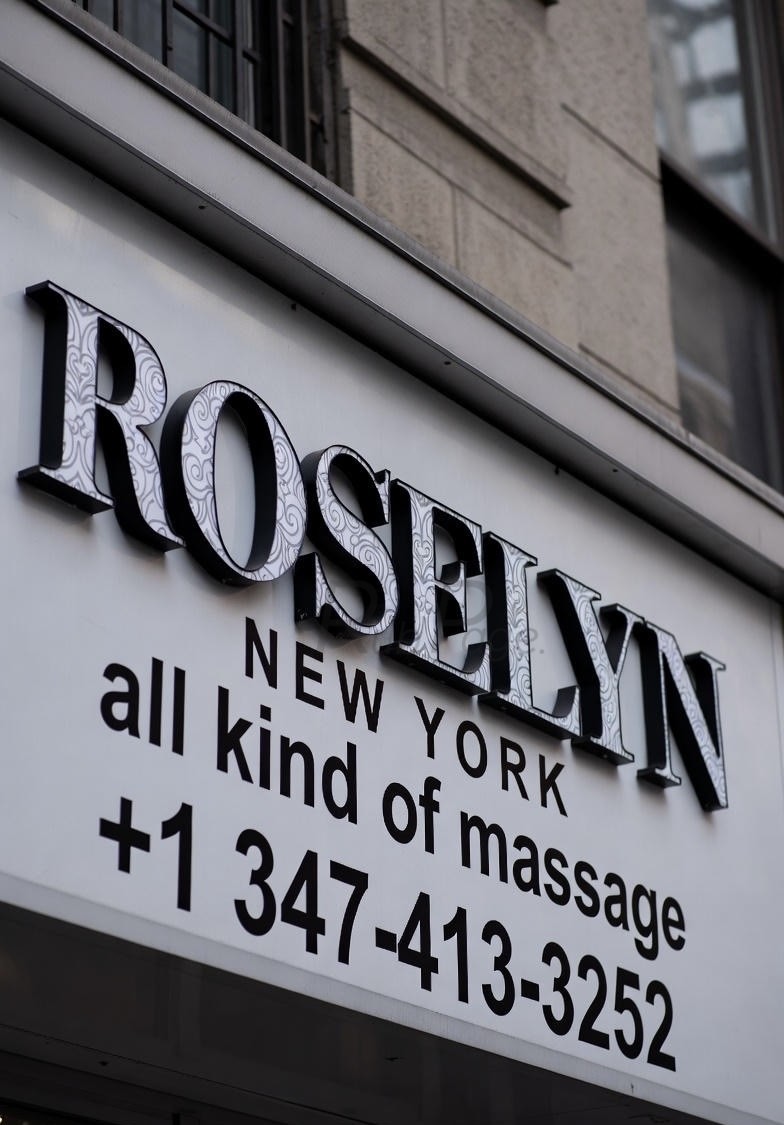 ROSELYN
NEW YORK
all kind of massage
+1 347-413-3252